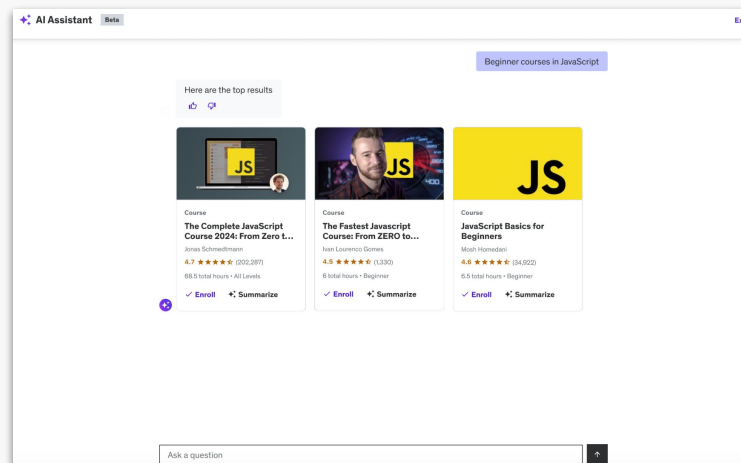 AI Assistant Beta
Beginner courses in JavaScript
Here are the top results
JS
JS
JS
Course
The Complete JavaScript
Course 2024: From Zero t...
Jonas Schmedtmann
4.7 (202,287)
68.5 total hours • All Levels
Enroll Summarize
Course
The Fastest Javascript
Course: From ZERO to...
Ivan Lourenco Gomes
4.5 (1,330)
6 total hours • Beginner
Enroll Summarize
Course
JavaScript Basics for
Beginners
Mosh Homedani
4.6 (34,922)
6.5 total hours • Beginner
Enroll Summarize
Ask a question